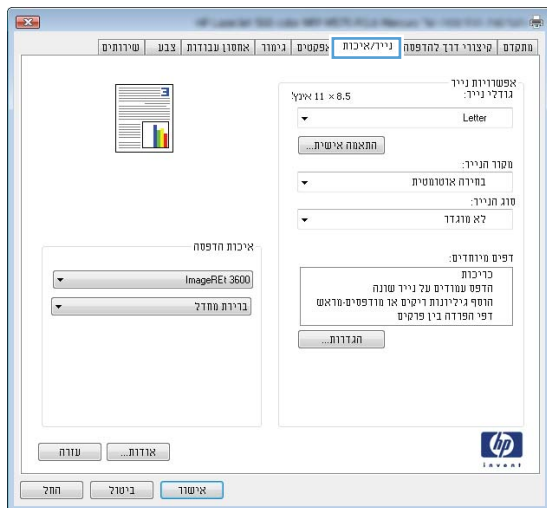 מתקדם
קיצורי דרך להדפסה
נייר/איכות
אפקטים
גימור
אחסון עבודות
צבע
שירותים
אפשרויות נייר
גודלי נייר:
8.5 × 11 אינץ'
Letter
התאמה אישית...
מקור הנייר:
בחירה אוטומטית
סוג הנייר:
לא מוגדר
דפים מיוחדים:
כריכות
הדפס עמודים על נייר שונה
הוסף גיליונות ריקים או מודפסים-מראש
דפי הפרדה בין פרקים
הגדרות...
3
איכות הדפסה
ImageREt 3600
ברירת מחדל
hp
invent
אודות...
עזרה
אישור
ביטול
החל